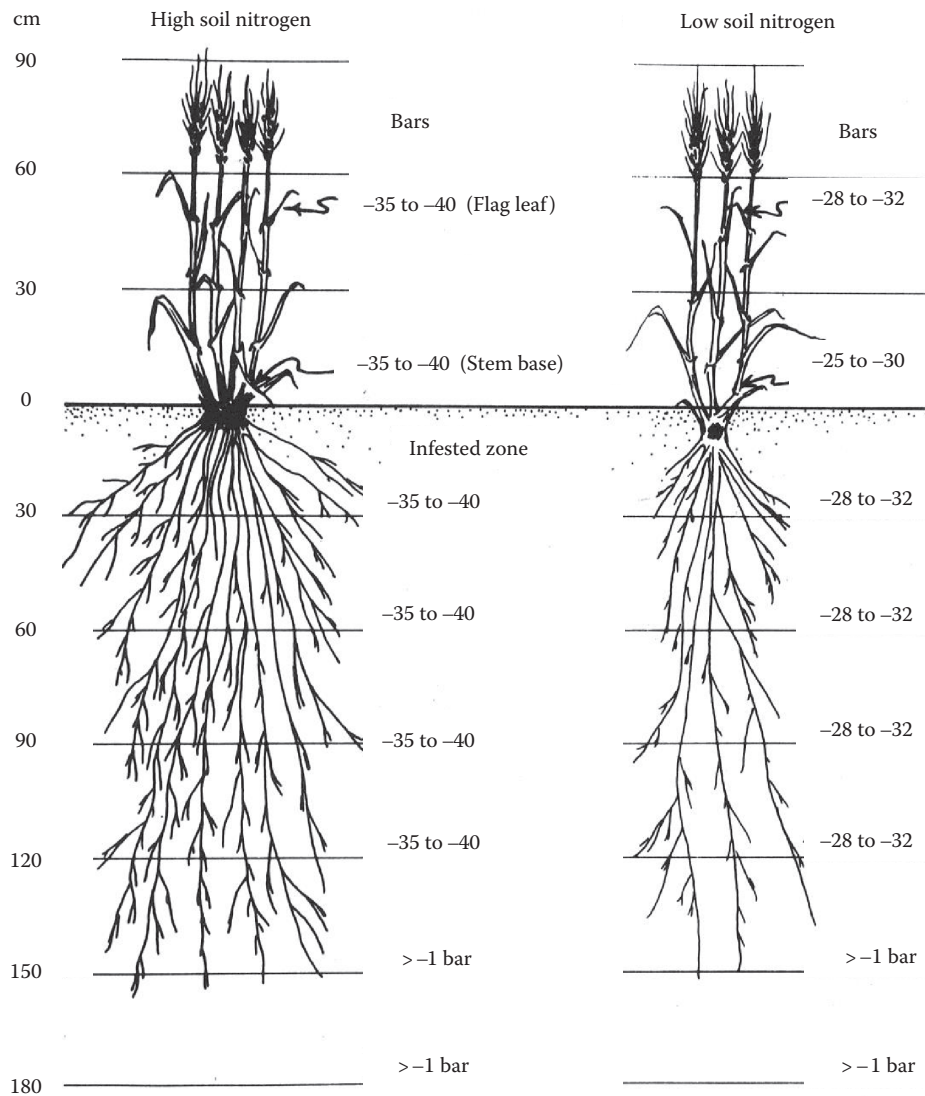 cm
High soil nitrogen
Low soil nitrogen
90
Bars
Bars
60
–35 to –40 (Flag leaf)
–28 to –32
30
–35 to –40 (Stem base)
–25 to –30
0
Infested zone
30
–35 to –40
–28 to –32
60
–35 to –40
–28 to –32
90
–35 to –40
–28 to –32
120
–35 to –40
–28 to –32
150
>–1 bar
>–1 bar
180
>–1 bar
>–1 bar